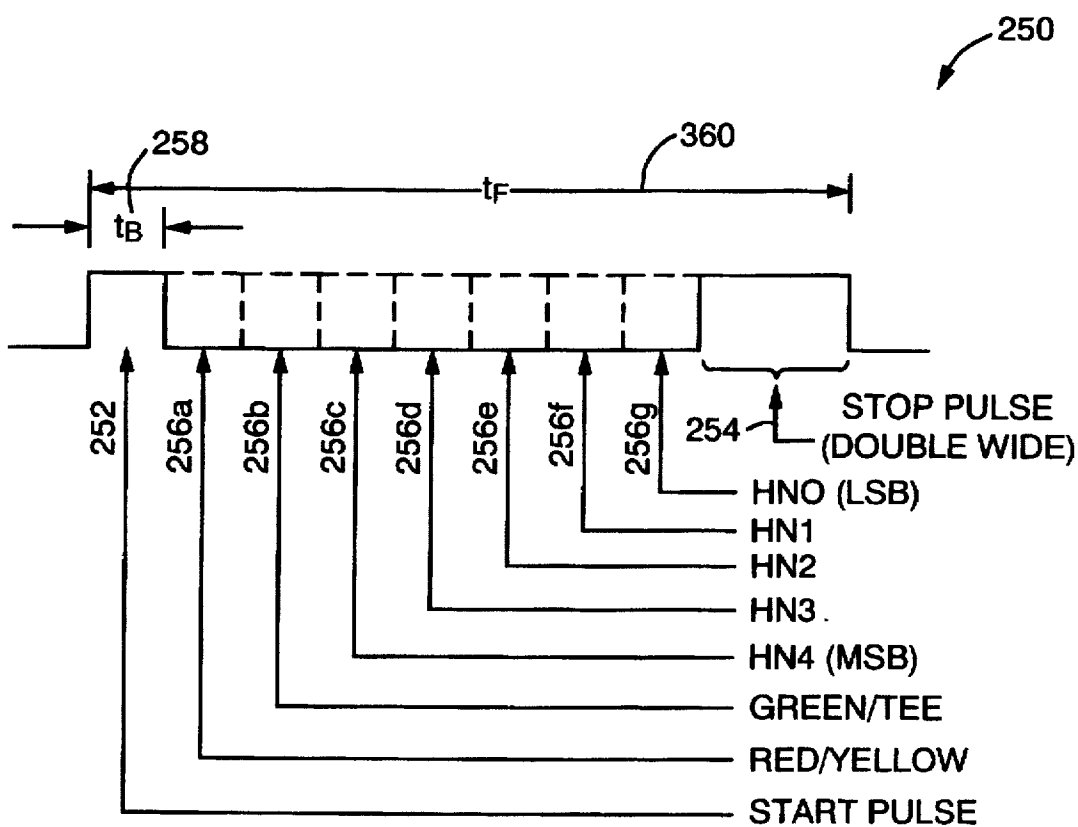 250
258
360
tF
tB
252
256a
256b
256c
256d
256e
256f
256g
254
STOP PULSE
(DOUBLE WIDE)
HNO (LSB)
HN1
HN2
HN3 .
HN4 (MSB)
GREEN/TEE
RED/YELLOW
START PULSE